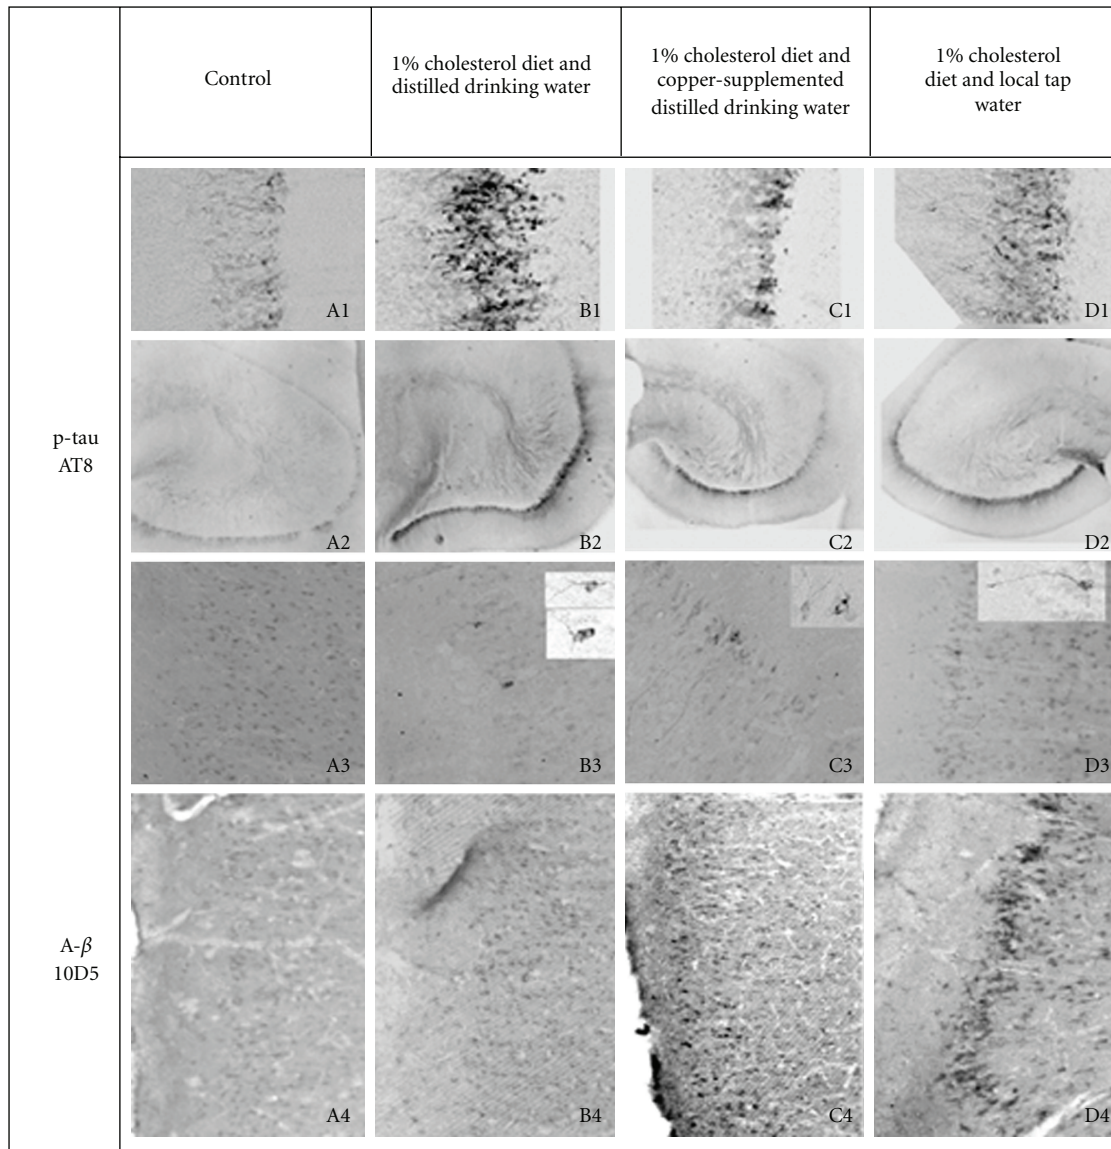 Control
1% cholesterol diet and
distilled drinking water
1% cholesterol diet and
copper-supplemented
distilled drinking water
1% cholesterol
diet and local tap
water
p-tau
AT8
A1
B1
C1
D1
A2
B2
C2
D2
A3
B3
C3
D3
A-β
10D5
A4
B4
C4
D4